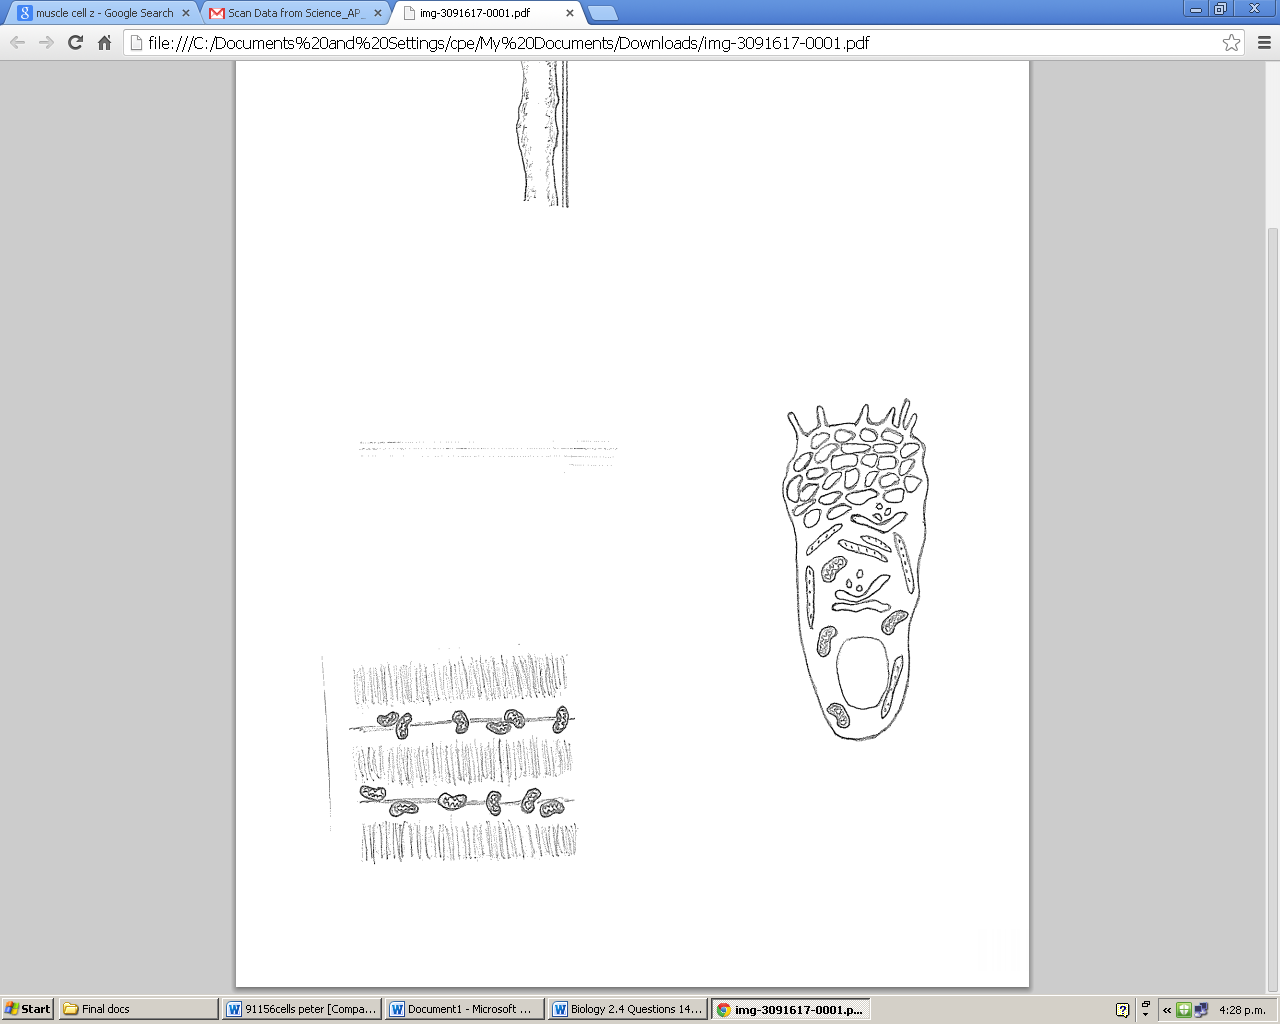 muscle cell z - Google Search
Scan Data from Science_AP_
img-3091617-0001.pdf
file:///C:/Documents%20and%20Settings/cpe/My%20Documents/Downloads/img-3091617-0001.pdf
Start
Final docs
91156cells peter [Compa...
Document1 - Microsoft ...
Biology 2.4 Questions 14...
img-3091617-0001.p...
4:28 p.m.